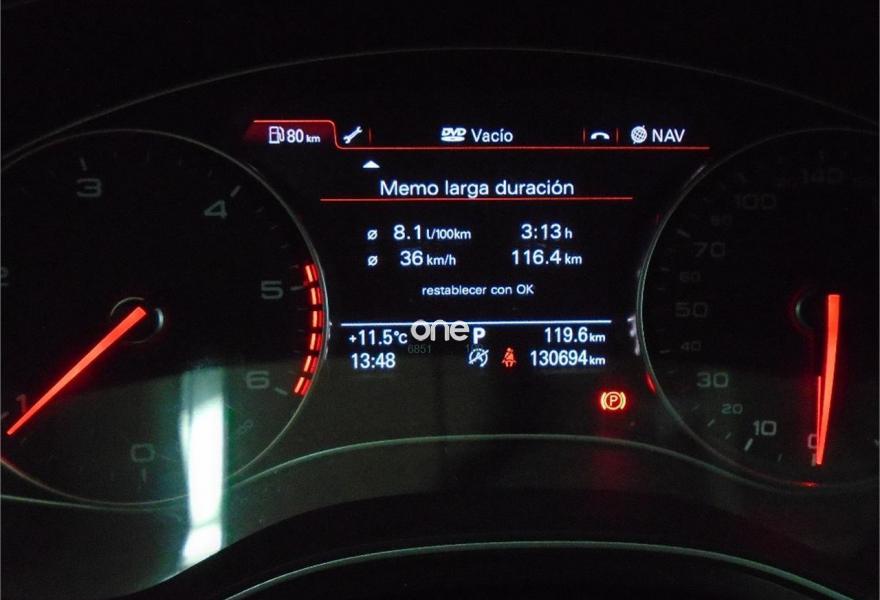 80 km DVD Vacío NAV
Memo larga duración
ø 8.1 l/100km 3:13 h
ø 36 km/h 116.4 km
restablecer con OK
+11.5°C one P 119.6 km
6851
13:48 130694 km
(P)
3
4
2
5
6
1
0
140
100
70
60
50
40
30
20
10
0